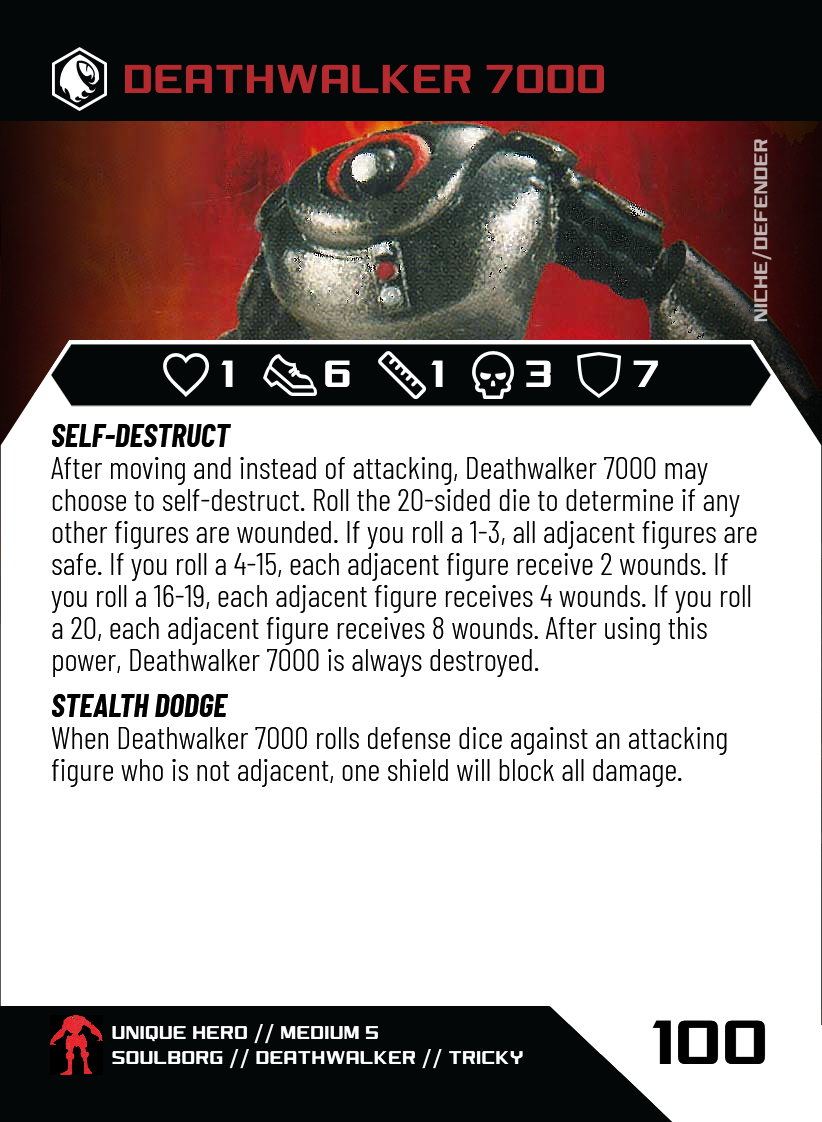 DEATHWALKER 7000
NICHE/DEFENDER
1 6 1 3 7
SELF-DESTRUCT
After moving and instead of attacking, Deathwalker 7000 may
choose to self-destruct. Roll the 20-sided die to determine if any
other figures are wounded. If you roll a 1-3, all adjacent figures are
safe. If you roll a 4-15, each adjacent figure receive 2 wounds. If
you roll a 16-19, each adjacent figure receives 4 wounds. If you roll
a 20, each adjacent figure receives 8 wounds. After using this
power, Deathwalker 7000 is always destroyed.
STEALTH DODGE
When Deathwalker 7000 rolls defense dice against an attacking
figure who is not adjacent, one shield will block all damage.
UNIQUE HERO // MEDIUM 5
SOULBORG // DEATHWALKER // TRICKY
100